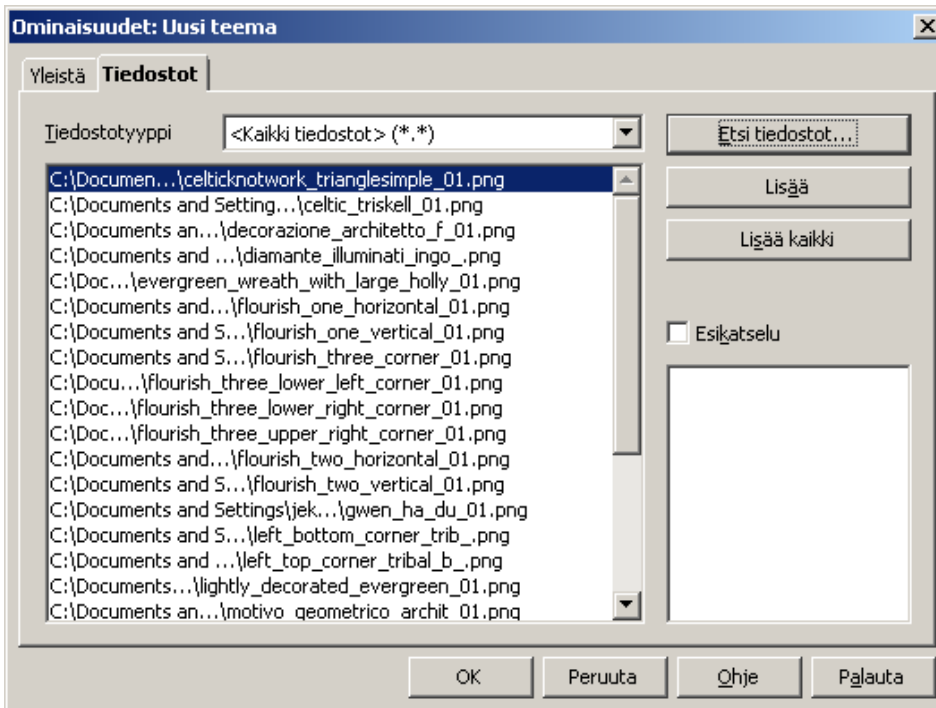 Ominaisuudet: Uusi teema
Yleistä Tiedostot
Tiedostotyyppi <Kaikki tiedostot> (*.*) Etsi tiedostot...
C:\Documen...\celticknotwork_trianglesimple_01.png
C:\Documents and Setting...\celtic_triskell_01.png
C:\Documents an...\decorazione_architetto_f_01.png
C:\Documents and ...\diamante_illuminati_ingo_.png
C:\Doc...\evergreen_wreath_with_large_holly_01.png
C:\Documents and...\flourish_one_horizontal_01.png
C:\Documents and S...\flourish_one_vertical_01.png
C:\Documents and S...\flourish_three_corner_01.png
C:\Docu...\flourish_three_lower_left_corner_01.png
C:\Doc...\flourish_three_lower_right_corner_01.png
C:\Doc...\flourish_three_upper_right_corner_01.png
C:\Documents and...\flourish_two_horizontal_01.png
C:\Documents and S...\flourish_two_vertical_01.png
C:\Documents and Settings\jek...\gwen_ha_du_01.png
C:\Documents and S...\left_bottom_corner_trib_.png
C:\Documents and ...\left_top_corner_tribal_b_.png
C:\Documents...\lightly_decorated_evergreen_01.png
C:\Documents an...\motivo_geometrico_archit_01.png
Lisää
Lisää kaikki
Esikatselu
OK Peruuta Ohje Palauta